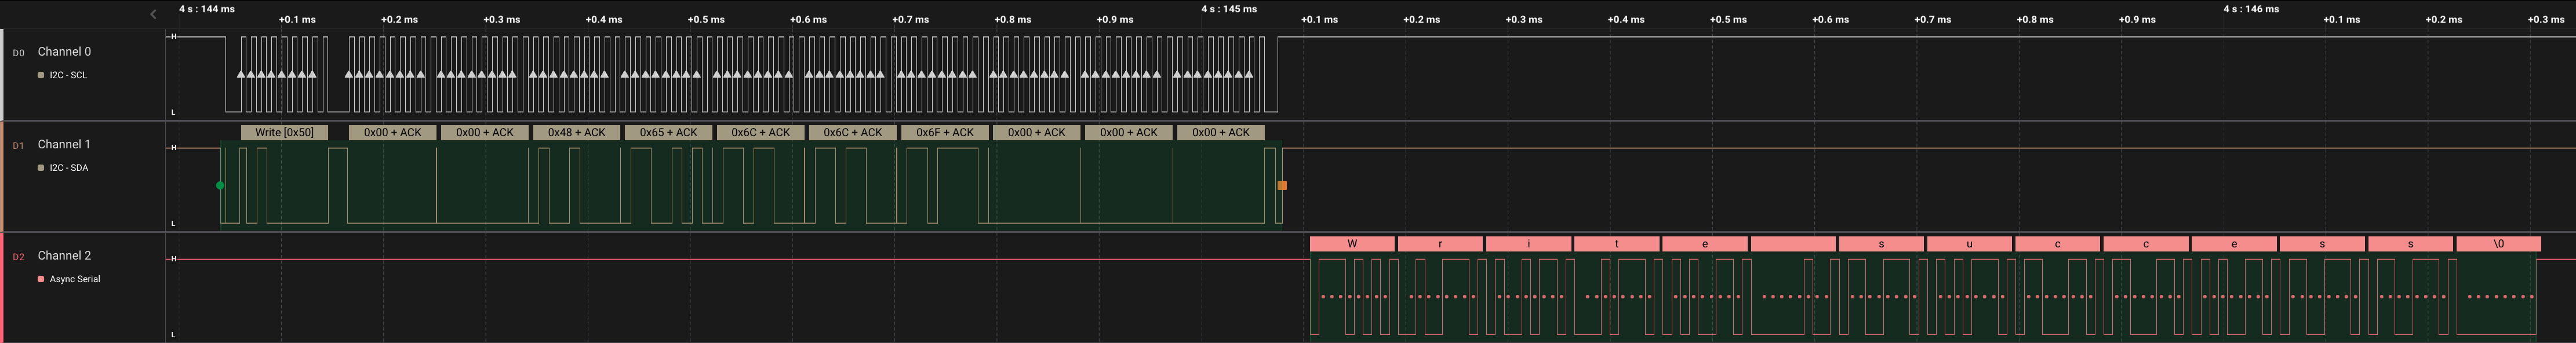 4 s : 144 ms 4 s : 145 ms 4 s : 146 ms
+0.1 ms +0.2 ms +0.3 ms +0.4 ms +0.5 ms +0.6 ms +0.7 ms +0.8 ms +0.9 ms +0.1 ms +0.2 ms +0.3 ms +0.4 ms +0.5 ms +0.6 ms +0.7 ms +0.8 ms +0.9 ms +0.1 ms +0.2 ms +0.3 ms
H
D0 Channel 0
I2C - SCL
L
Write [0x50] 0x00 + ACK 0x00 + ACK 0x48 + ACK 0x65 + ACK 0x6C + ACK 0x6C + ACK 0x6F + ACK 0x00 + ACK 0x00 + ACK 0x00 + ACK
D1 Channel 1 H
I2C - SDA
L
W r i t e s u c c e s s \0
D2 Channel 2 H
Async Serial
L